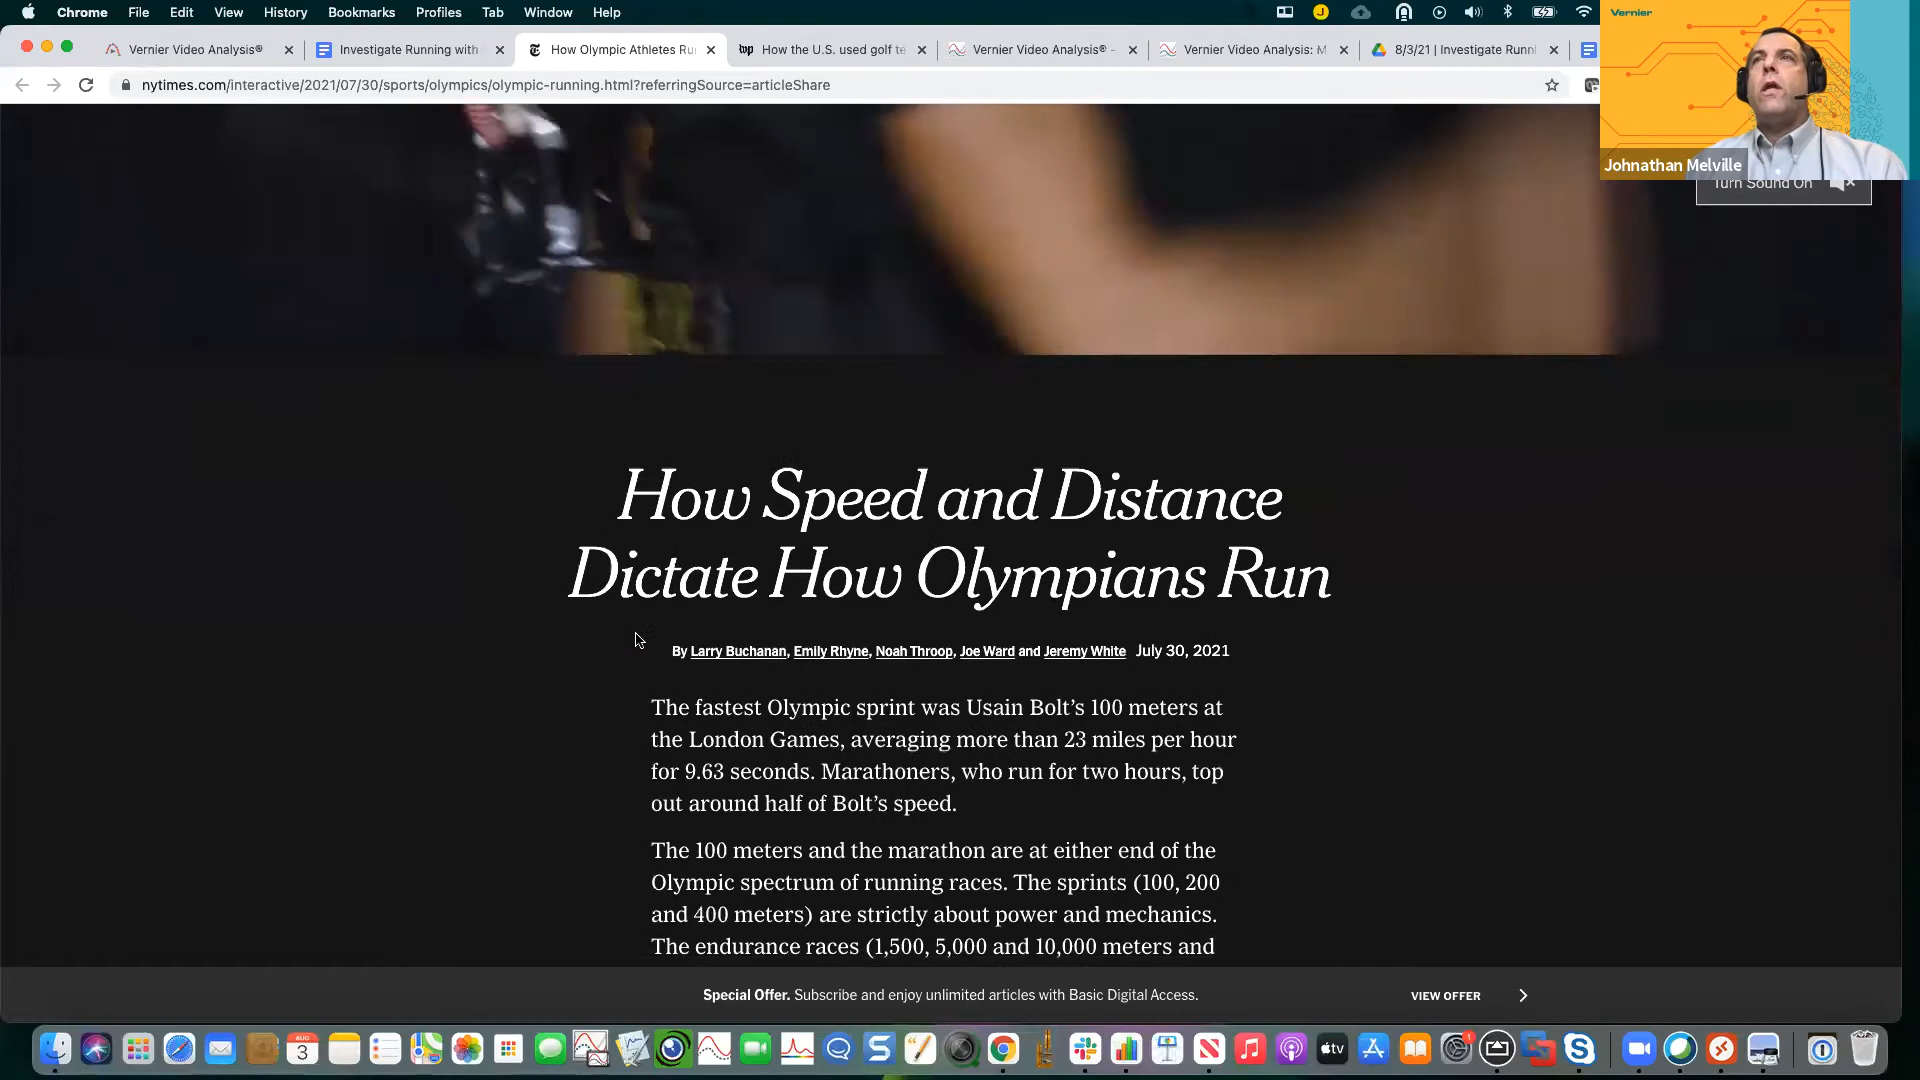 Chrome File Edit View History Bookmarks Profiles Tab Window Help
Vernier
Vernier Video Analysis®
Investigate Running with
How Olympic Athletes Ru
How the U.S. used golf te
Vernier Video Analysis® -
Vernier Video Analysis: M
8/3/21 | Investigate Runni
nytimes.com/interactive/2021/07/30/sports/olympics/olympic-running.html?referringSource=articleShare
Johnathan Melville
Turn Sound On
How Speed and Distance
Dictate How Olympians Run
By Larry Buchanan, Emily Rhyne, Noah Throop, Joe Ward and Jeremy White July 30, 2021
The fastest Olympic sprint was Usain Bolt’s 100 meters at
the London Games, averaging more than 23 miles per hour
for 9.63 seconds. Marathoners, who run for two hours, top
out around half of Bolt’s speed.
The 100 meters and the marathon are at either end of the
Olympic spectrum of running races. The sprints (100, 200
and 400 meters) are strictly about power and mechanics.
The endurance races (1,500, 5,000 and 10,000 meters and
Special Offer. Subscribe and enjoy unlimited articles with Basic Digital Access.
VIEW OFFER
AUG
3
tv